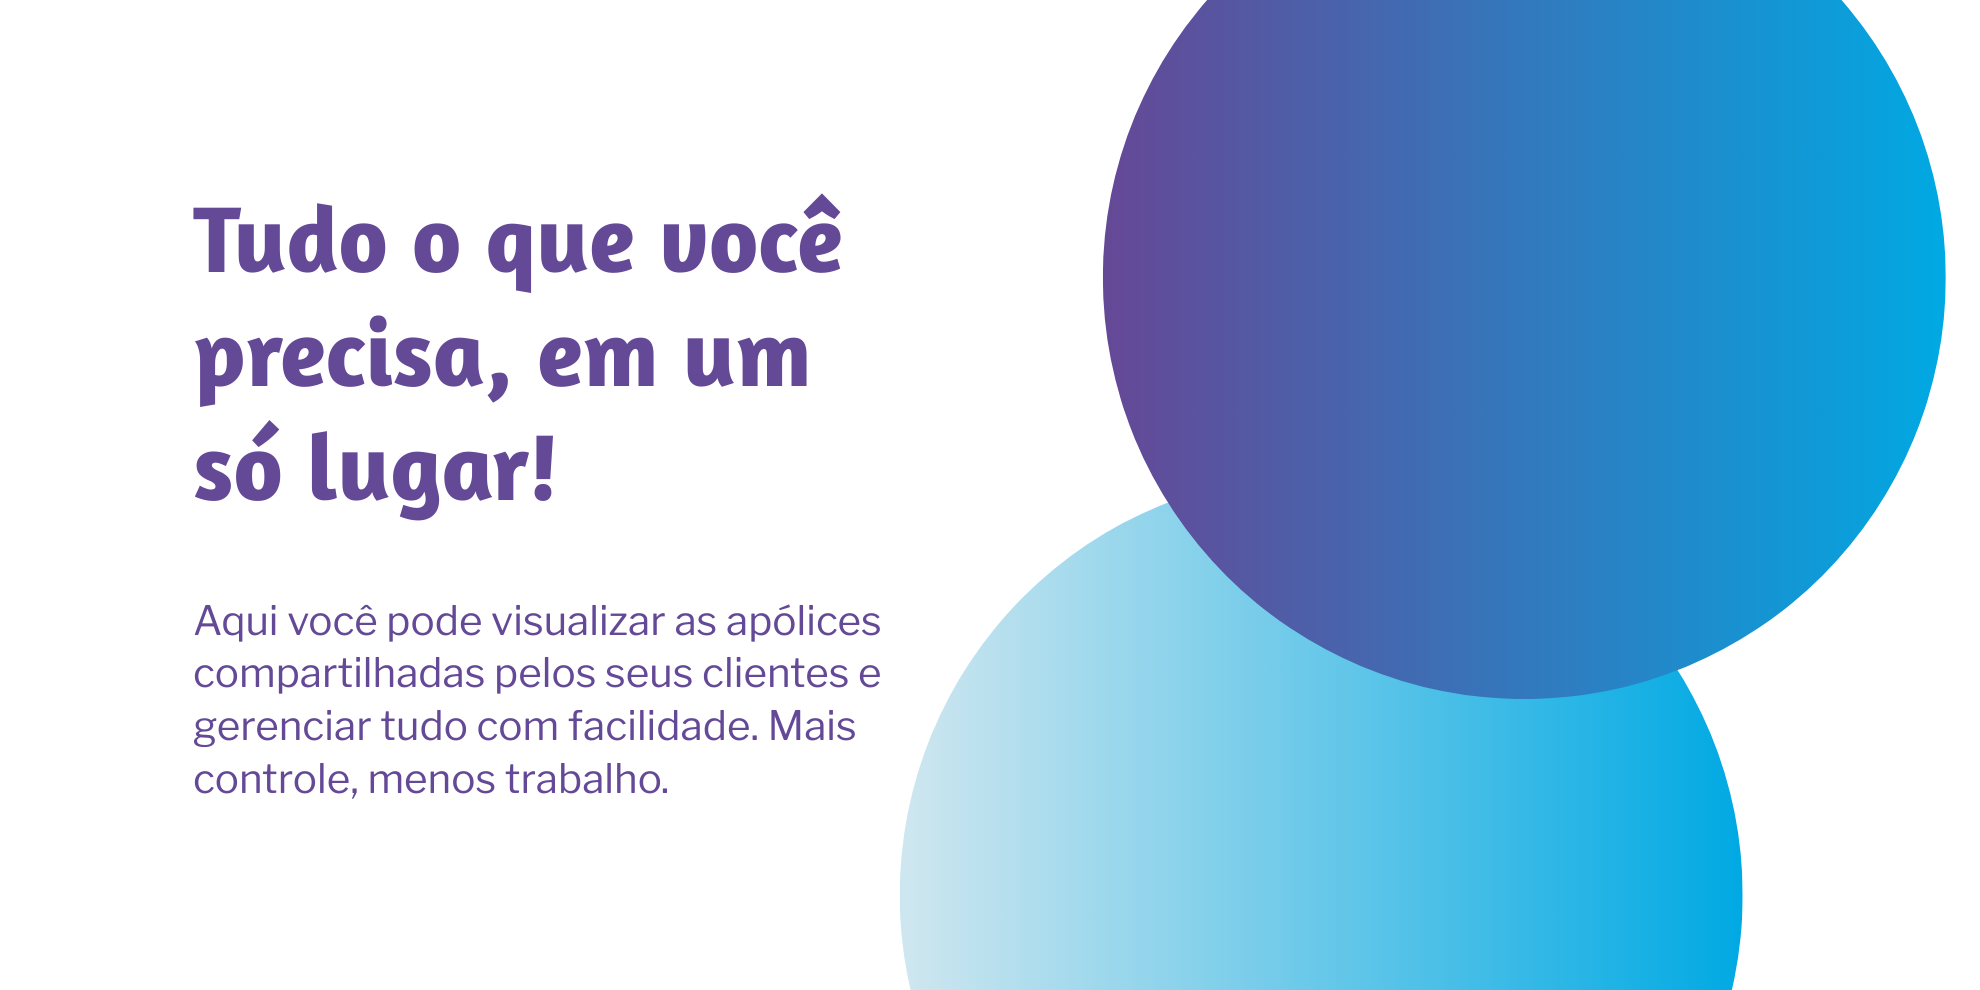 Tudo o que você
precisa, em um
só lugar!
Aqui você pode visualizar as apólices
compartilhadas pelos seus clientes e
gerenciar tudo com facilidade. Mais
controle, menos trabalho.